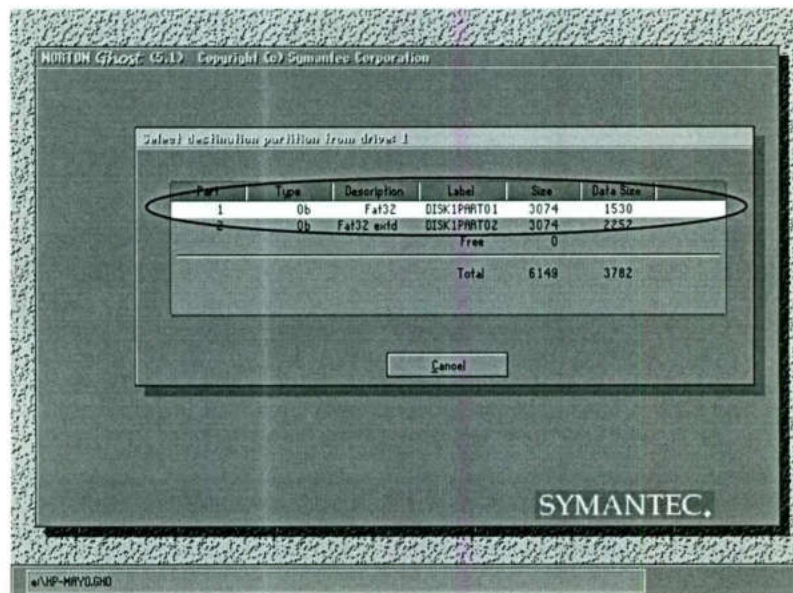 NORTON Ghost (5.1) Copyright (c) Symantec Corporation
Select destination partition from drive: 1
Part Type Description Label Size Data Size
1 0b Fat32 DISK1PART01 3074 1530
2 0b Fat32 extd DISK1PART02 3074 2252
Free 0
Total 6149 3782
Cancel
SYMANTEC.
e:\HP-MAYO.GHO